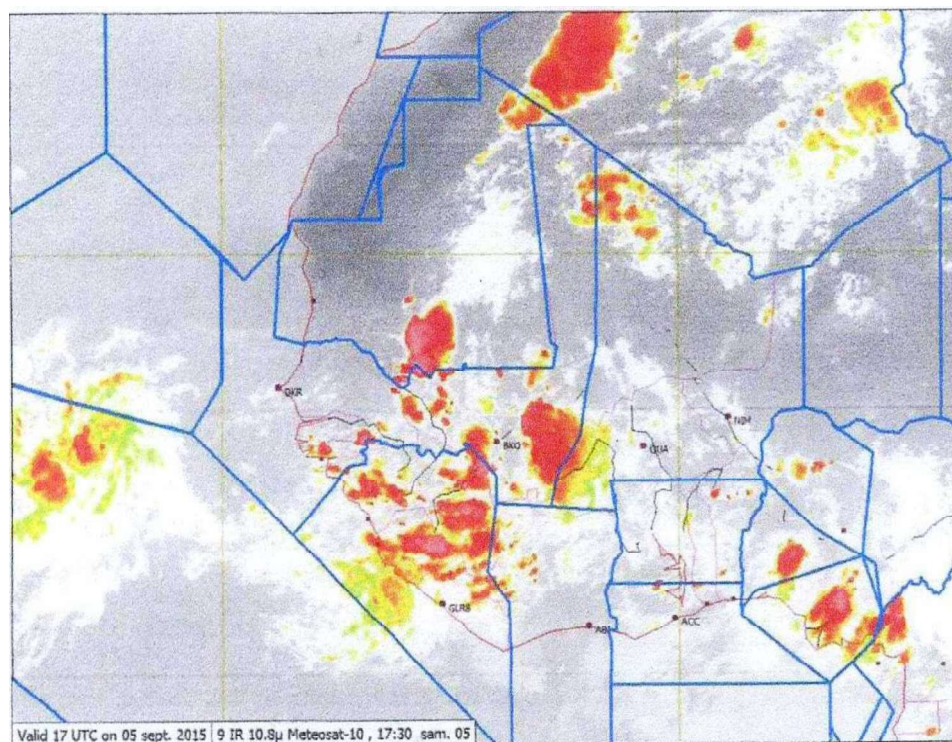 DKR
BKO
OUA
NIM
GLRB
ABJ
ACC
Valid 17 UTC on 05 sept. 2015 9 IR 10.8µ Meteosat-10 , 17:30 sam. 05